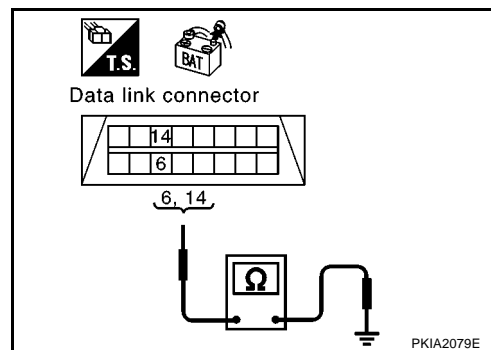 T.S.
BAT
Data link connector
14
6
6, 14
Ω
PKIA2079E